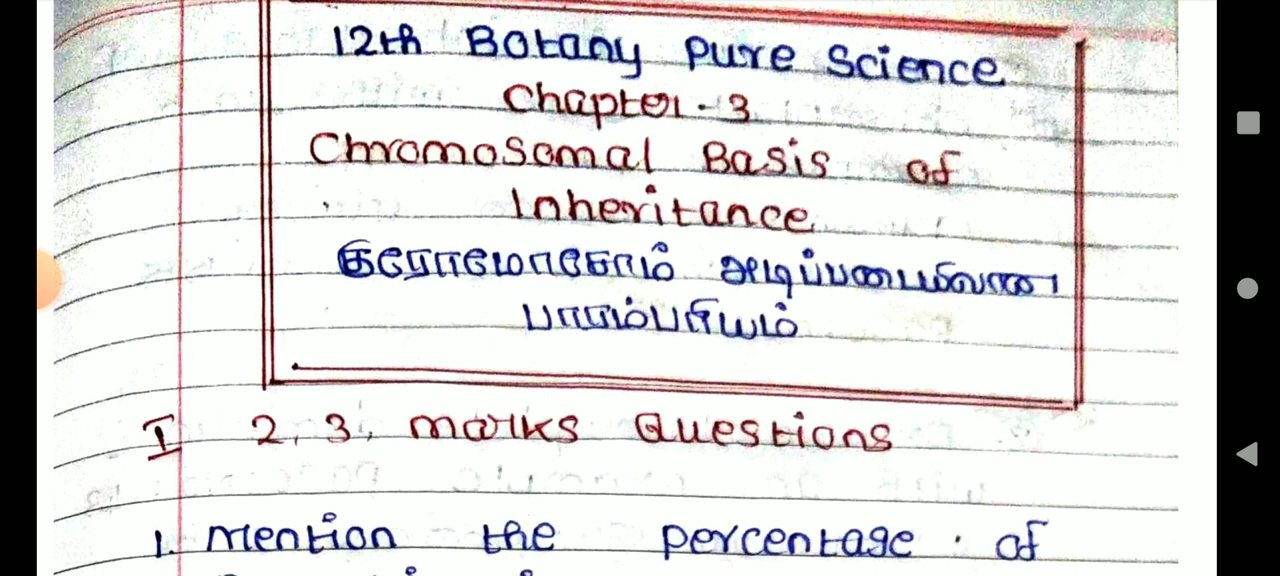 12th Botany Pure Science
Chapter-3
Chromosomal Basis of
Inheritance
குரோமோசோம் அடிப்படையிலான
பாரம்பரியம்
I 2, 3, marks Questions
1. Mention the percentage of